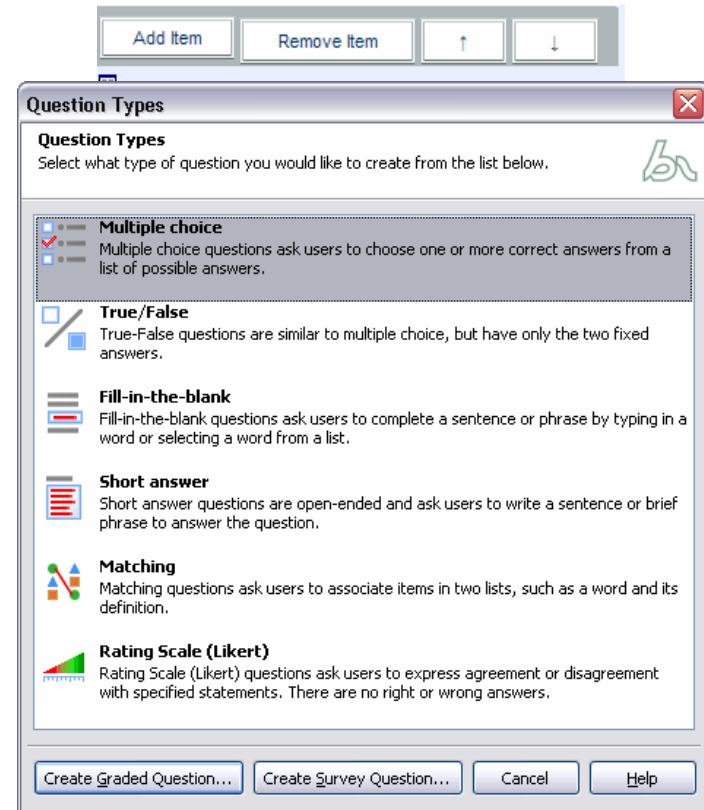 Add Item Remove Item ↑ ↓
Question Types
Question Types
Select what type of question you would like to create from the list below.
Multiple choice
Multiple choice questions ask users to choose one or more correct answers from a
list of possible answers.
True/False
True-False questions are similar to multiple choice, but have only the two fixed
answers.
Fill-in-the-blank
Fill-in-the-blank questions ask users to complete a sentence or phrase by typing in a
word or selecting a word from a list.
Short answer
Short answer questions are open-ended and ask users to write a sentence or brief
phrase to answer the question.
Matching
Matching questions ask users to associate items in two lists, such as a word and its
definition.
Rating Scale (Likert)
Rating Scale (Likert) questions ask users to express agreement or disagreement
with specified statements. There are no right or wrong answers.
Create Graded Question... Create Survey Question... Cancel Help